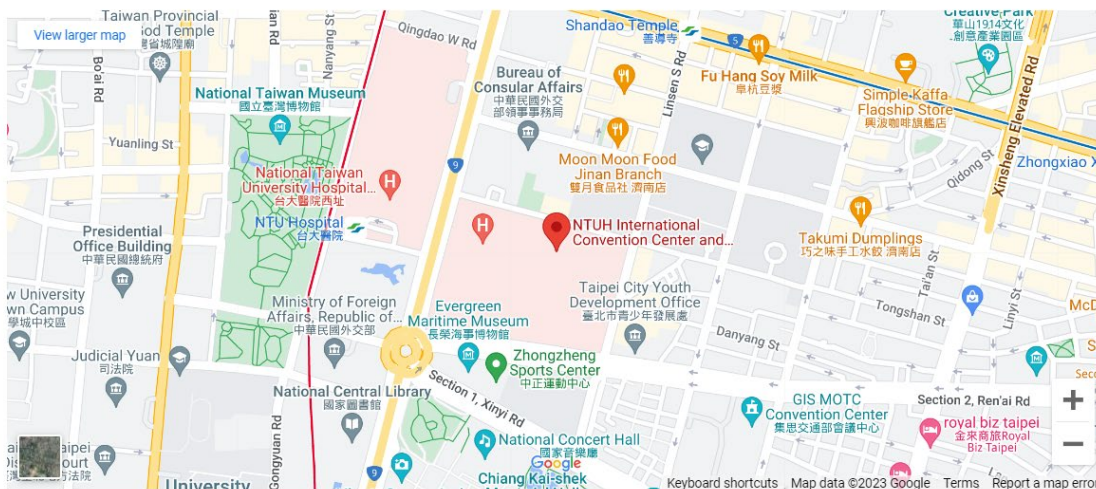 View larger map
Taiwan Provincial
God Temple
灣省城隍廟
Bo'ai Rd
Nanyang St
Qingdao W Rd
Shandao Temple
善導寺
5
Creative Park
華山1914文化
創意產業園區
National Taiwan Museum
國立臺灣博物館
Bureau of
Consular Affairs
中華民國外交
部領事事務局
Linsen S Rd
Fu Hang Soy Milk
阜杭豆漿
Simple Kaffa
Flagship Store
興波咖啡旗艦店
Xinsheng Elevated Rd
Yuanling St
9
Moon Moon Food
Jinan Branch
雙月食品社 濟南店
Zhongxiao X
Qidong St
National Taiwan
University Hospital...
台大醫院西址
H
H
NTU Hospital
台大醫院
NTUH International
Convention Center and...
Takumi Dumplings
巧之味手工水餃 濟南店
Presidential
Office Building
中華民國總統府
Tai'an St
Ministry of Foreign
Affairs, Republic of...
中華民國外交部
Evergreen
Maritime Museum
長榮海事博物館
Taipei City Youth
Development Office
臺北市青少年發展處
w University
wn Campus
學城中校區
Tongshan St
Linyi St
McD
Danyang St
Judicial Yuan
司法院
Zhongzheng
Sports Center
中正運動中心
Section 1, Xinyi Rd
National Central Library
國家圖書館
GIS MOTC
Convention Center
集思交通部會議中心
Section 2, Ren'ai Rd
royal biz taipei
金來商旅Royal
Biz Taipei
National Concert Hall
國家音樂廳
Gongyuan Rd
9
Google
Chiang Kai-shek
University
Keyboard shortcuts
Map data ©2023 Google
Terms
Report a map error